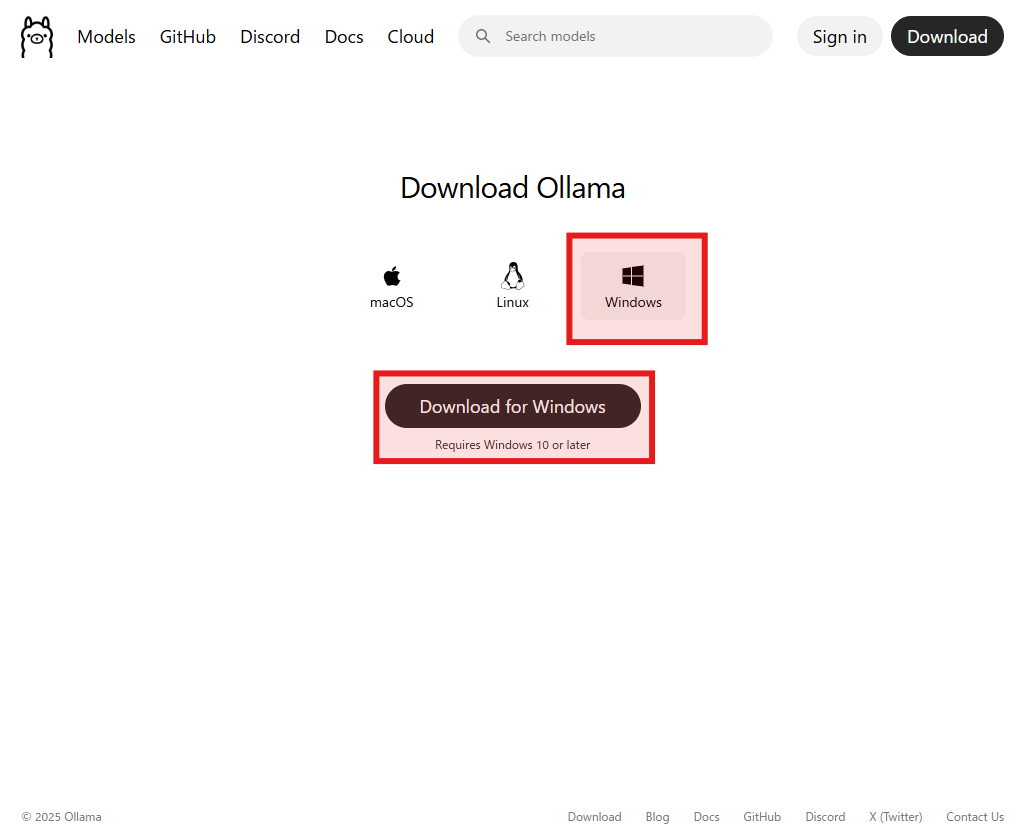 Models GitHub Discord Docs Cloud Search models Sign in Download
Download Ollama
macOS Linux Windows
Download for Windows
Requires Windows 10 or later
© 2025 Ollama Download Blog Docs GitHub Discord X (Twitter) Contact Us